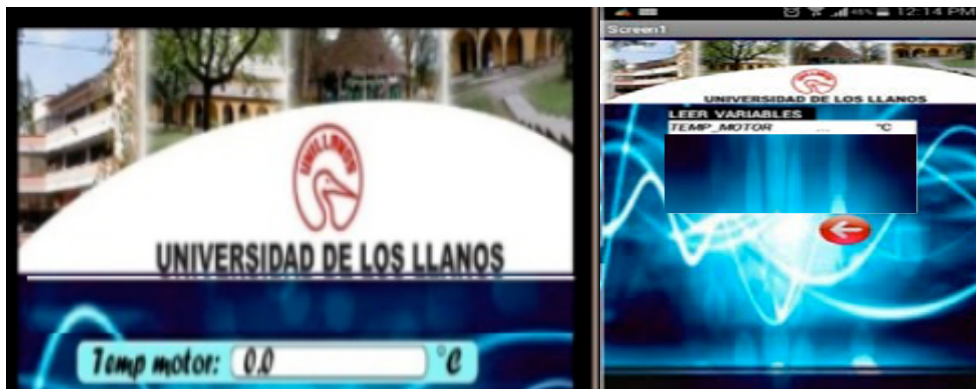 UNILLANOS
UNIVERSIDAD DE LOS LLANOS
Temp motor: 0.0 °C
46% 12:14 PM
Screen1
UNIVERSIDAD DE LOS LLANOS
LEER VARIABLES
TEMP_MOTOR ... °C